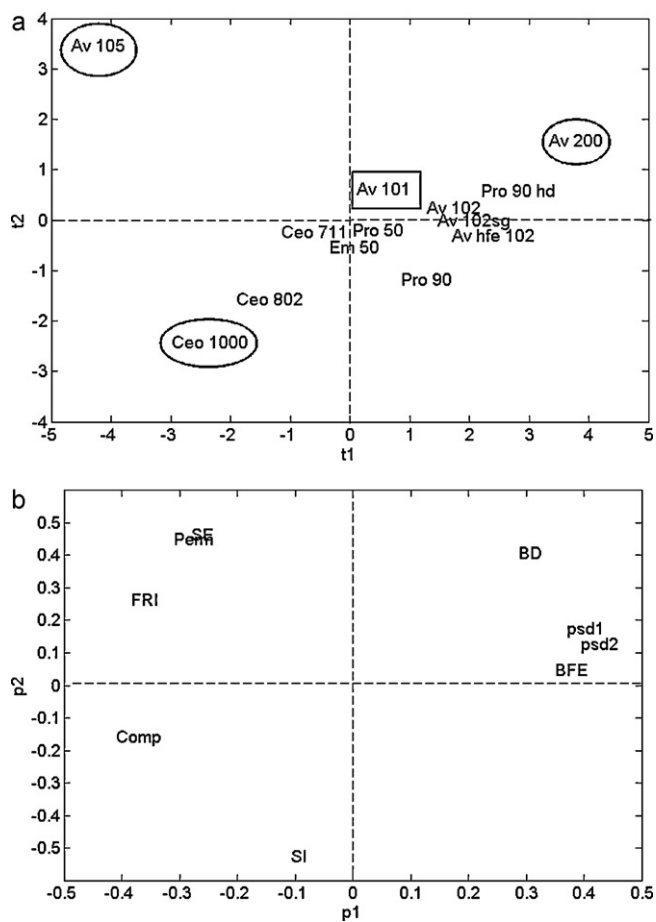 a
4
Av 105
3
2
Av 200
1
Av 101
Pro 90 hd
Av 102
t2
0
Av 102sg
Ceo 711
Pro 50
Av hfe 102
Em 50
-1
Pro 90
Ceo 802
-2
Ceo 1000
-3
-4
-5 -4 -3 -2 -1 0 1 2 3 4 5
t1
b
0.5
SE
Perm
0.4
BD
0.3
FRI
0.2
psd1
psd2
0.1
BFE
p2
0
0.1
Comp
-0.2
-0.3
-0.4
0.5
SI
-0.5 -0.4 -0.3 -0.2 -0.1 0 0.1 0.2 0.3 0.4 0.5
p1